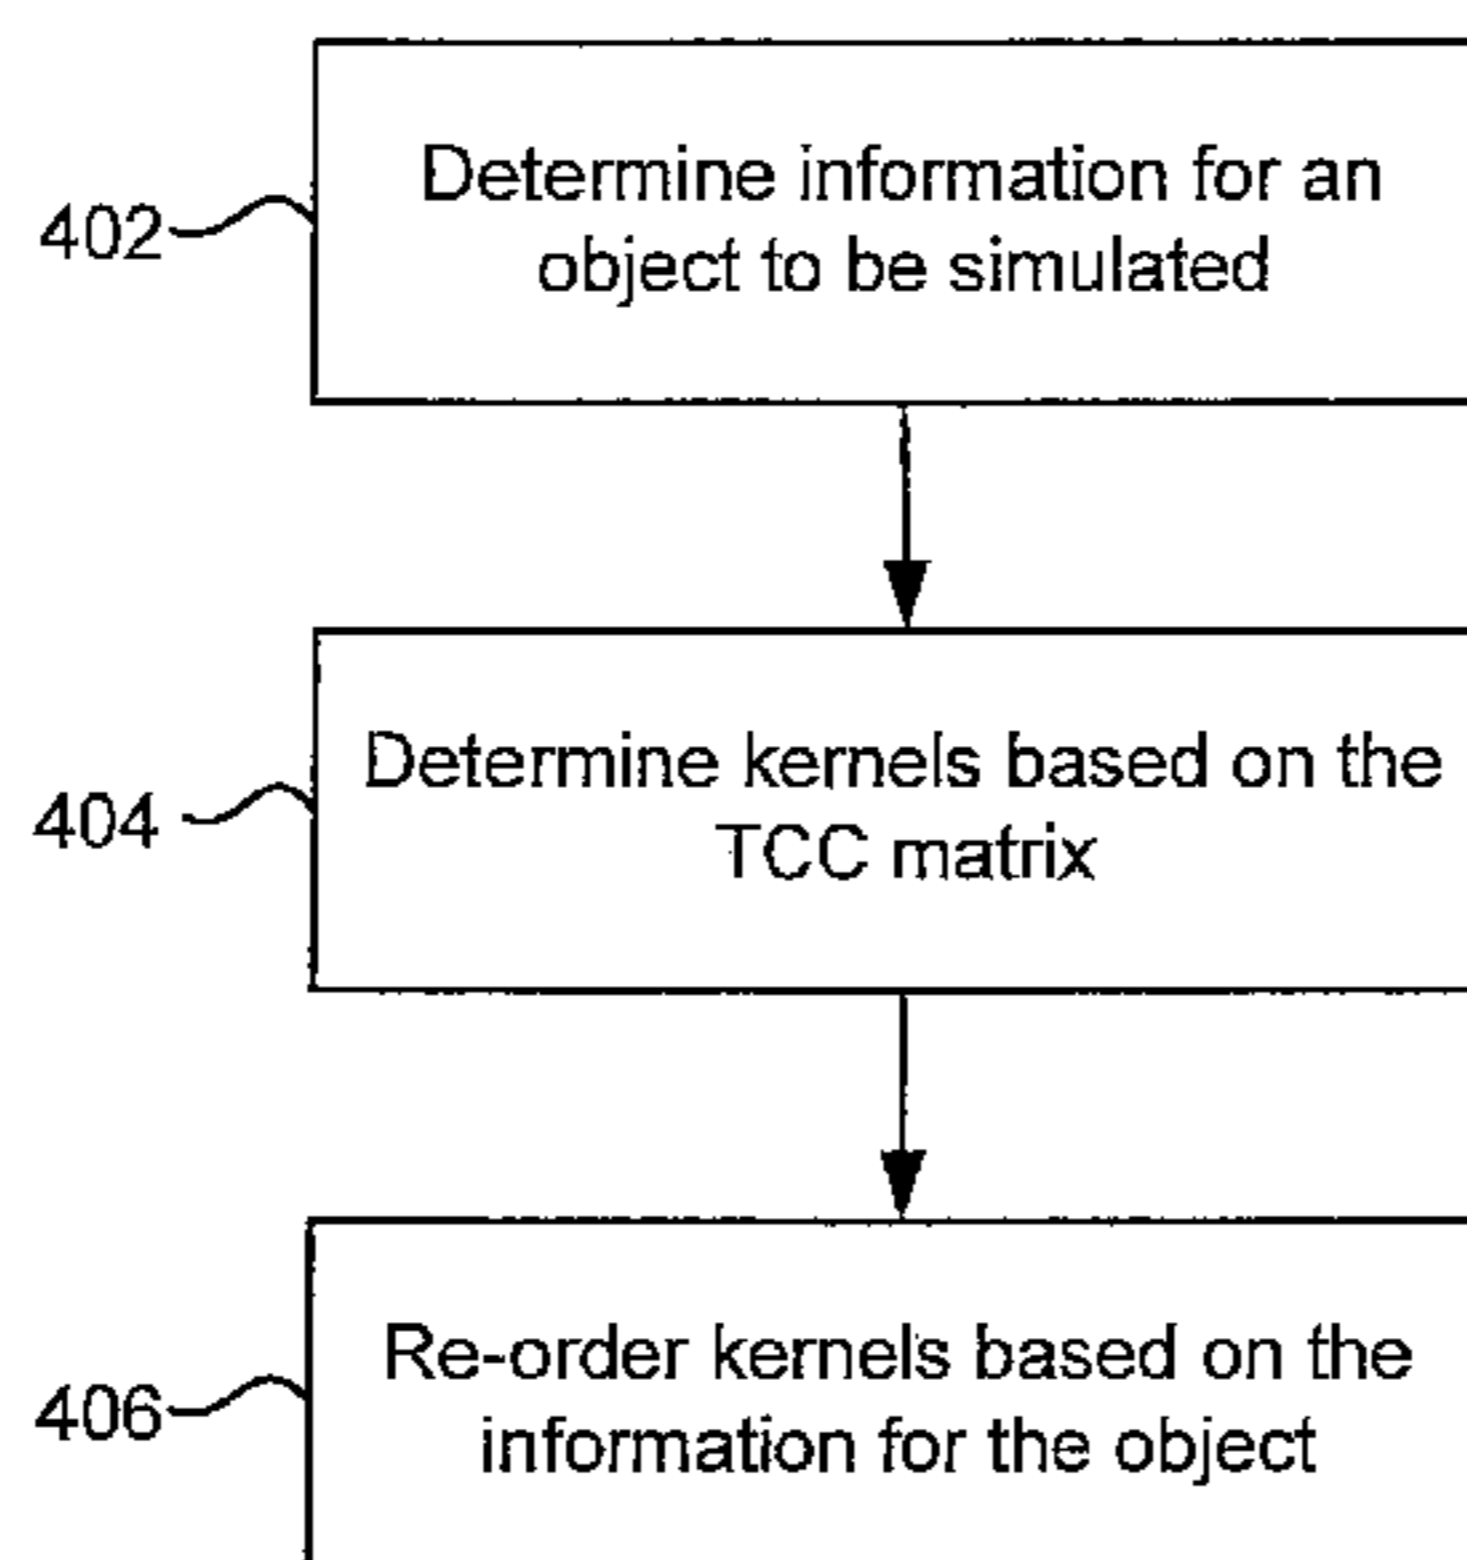 402
Determine information for an
object to be simulated
404
Determine kernels based on the
TCC matrix
406
Re-order kernels based on the
information for the object